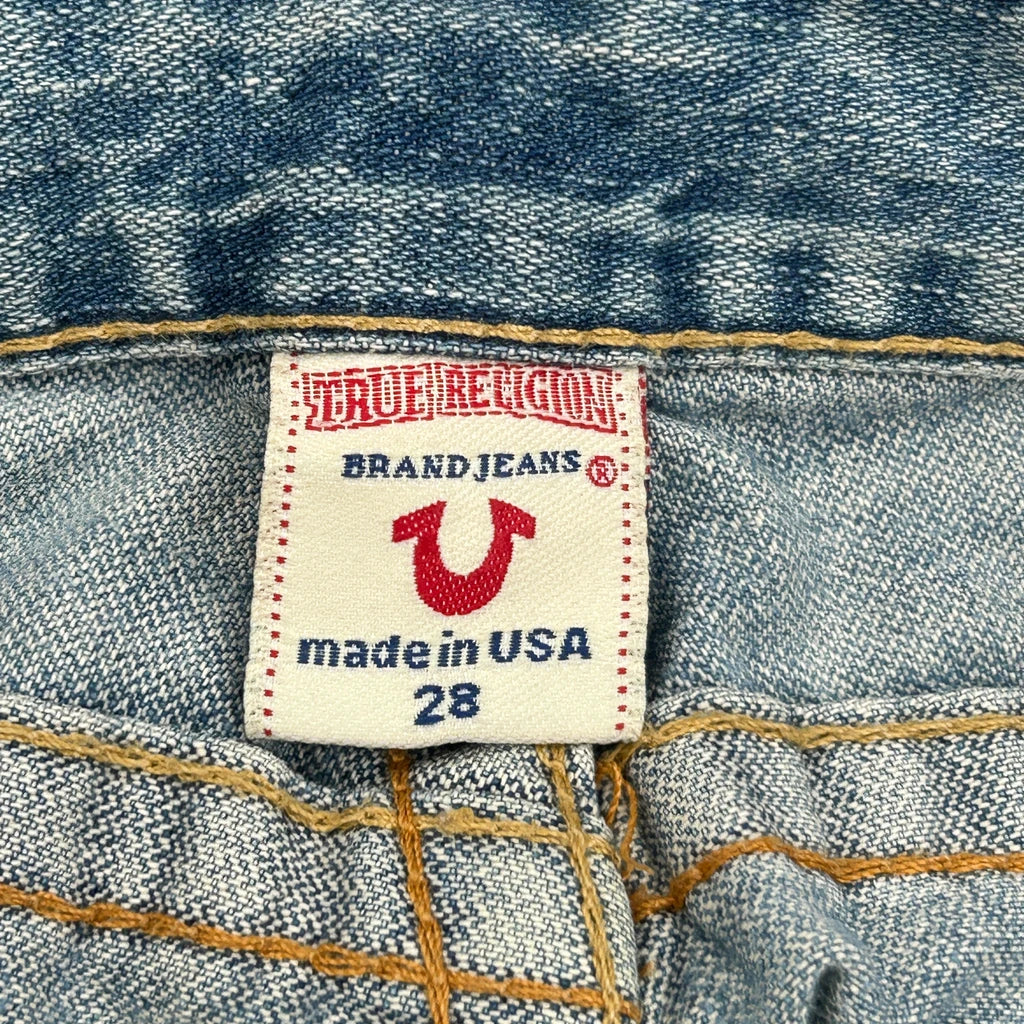 TRUE RELIGION
BRAND JEANS ®
made in USA
28